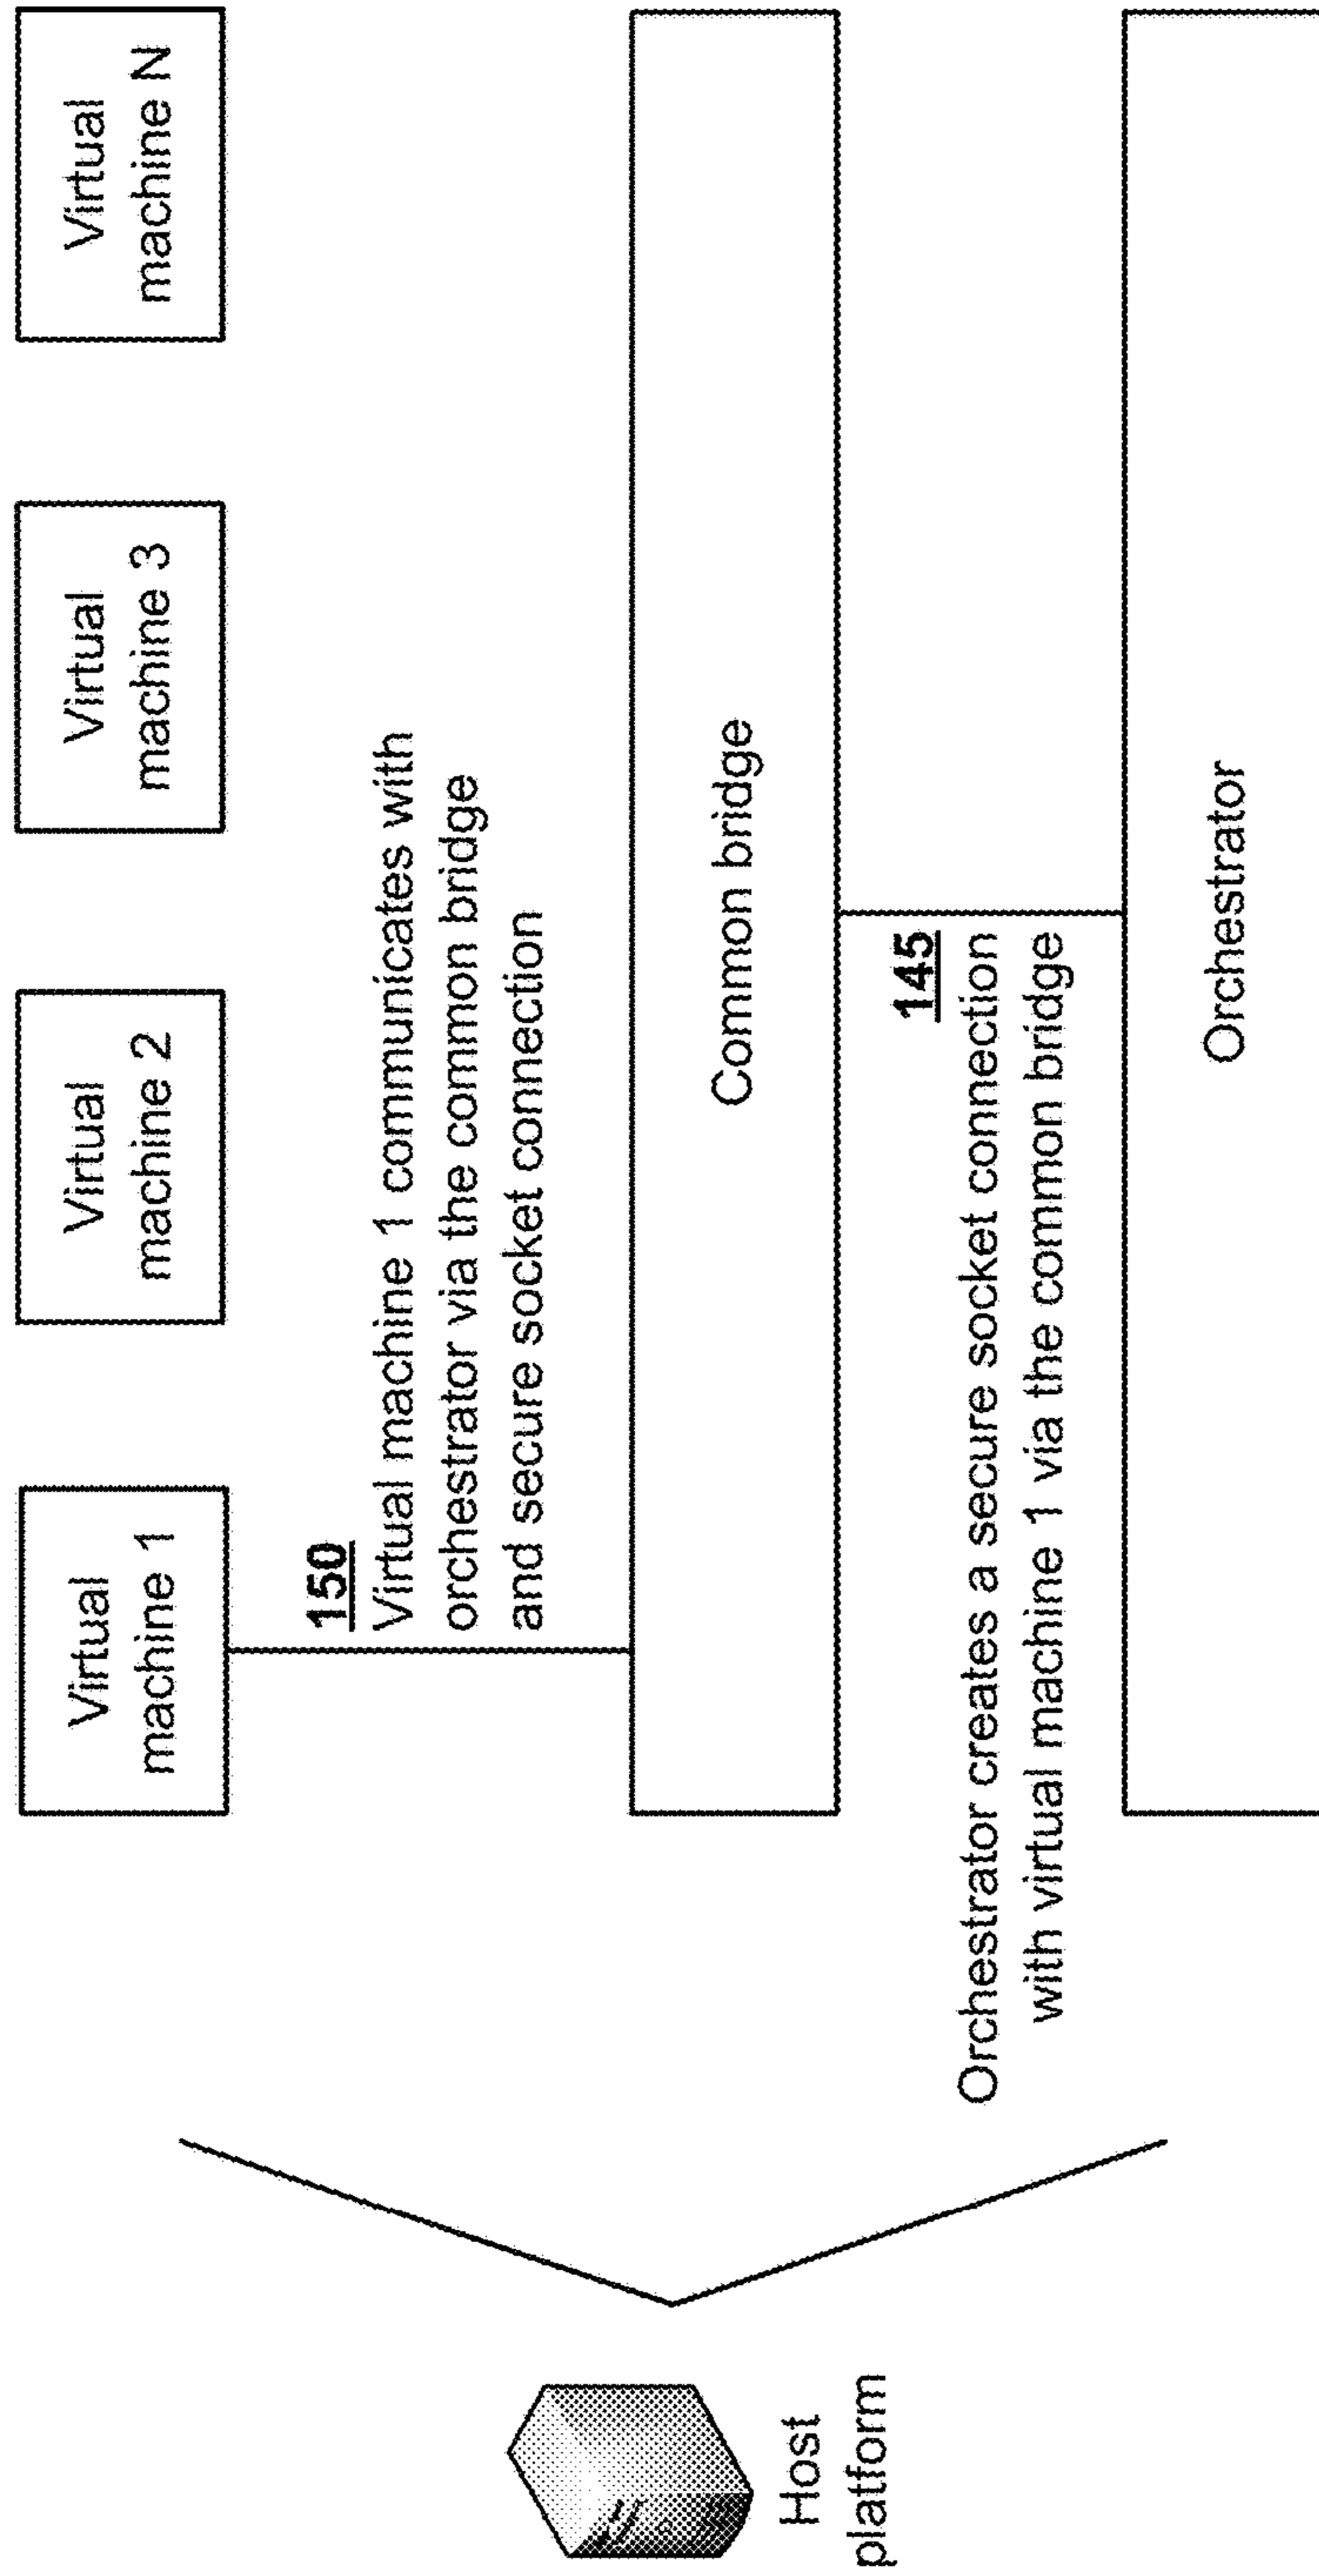 Virtual
machine 1
Virtual
machine 2
Virtual
machine 3
Virtual
machine N
150
Virtual machine 1 communicates with
orchestrator via the common bridge
and secure socket connection
Host
platform
Common bridge
145
Orchestrator creates a secure socket connection
with virtual machine 1 via the common bridge
Orchestrator